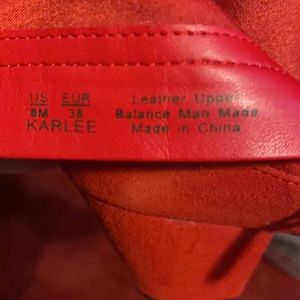 US EUR
8M 38
KARLEE
Leather Upper
Balance Man Made
Made in China